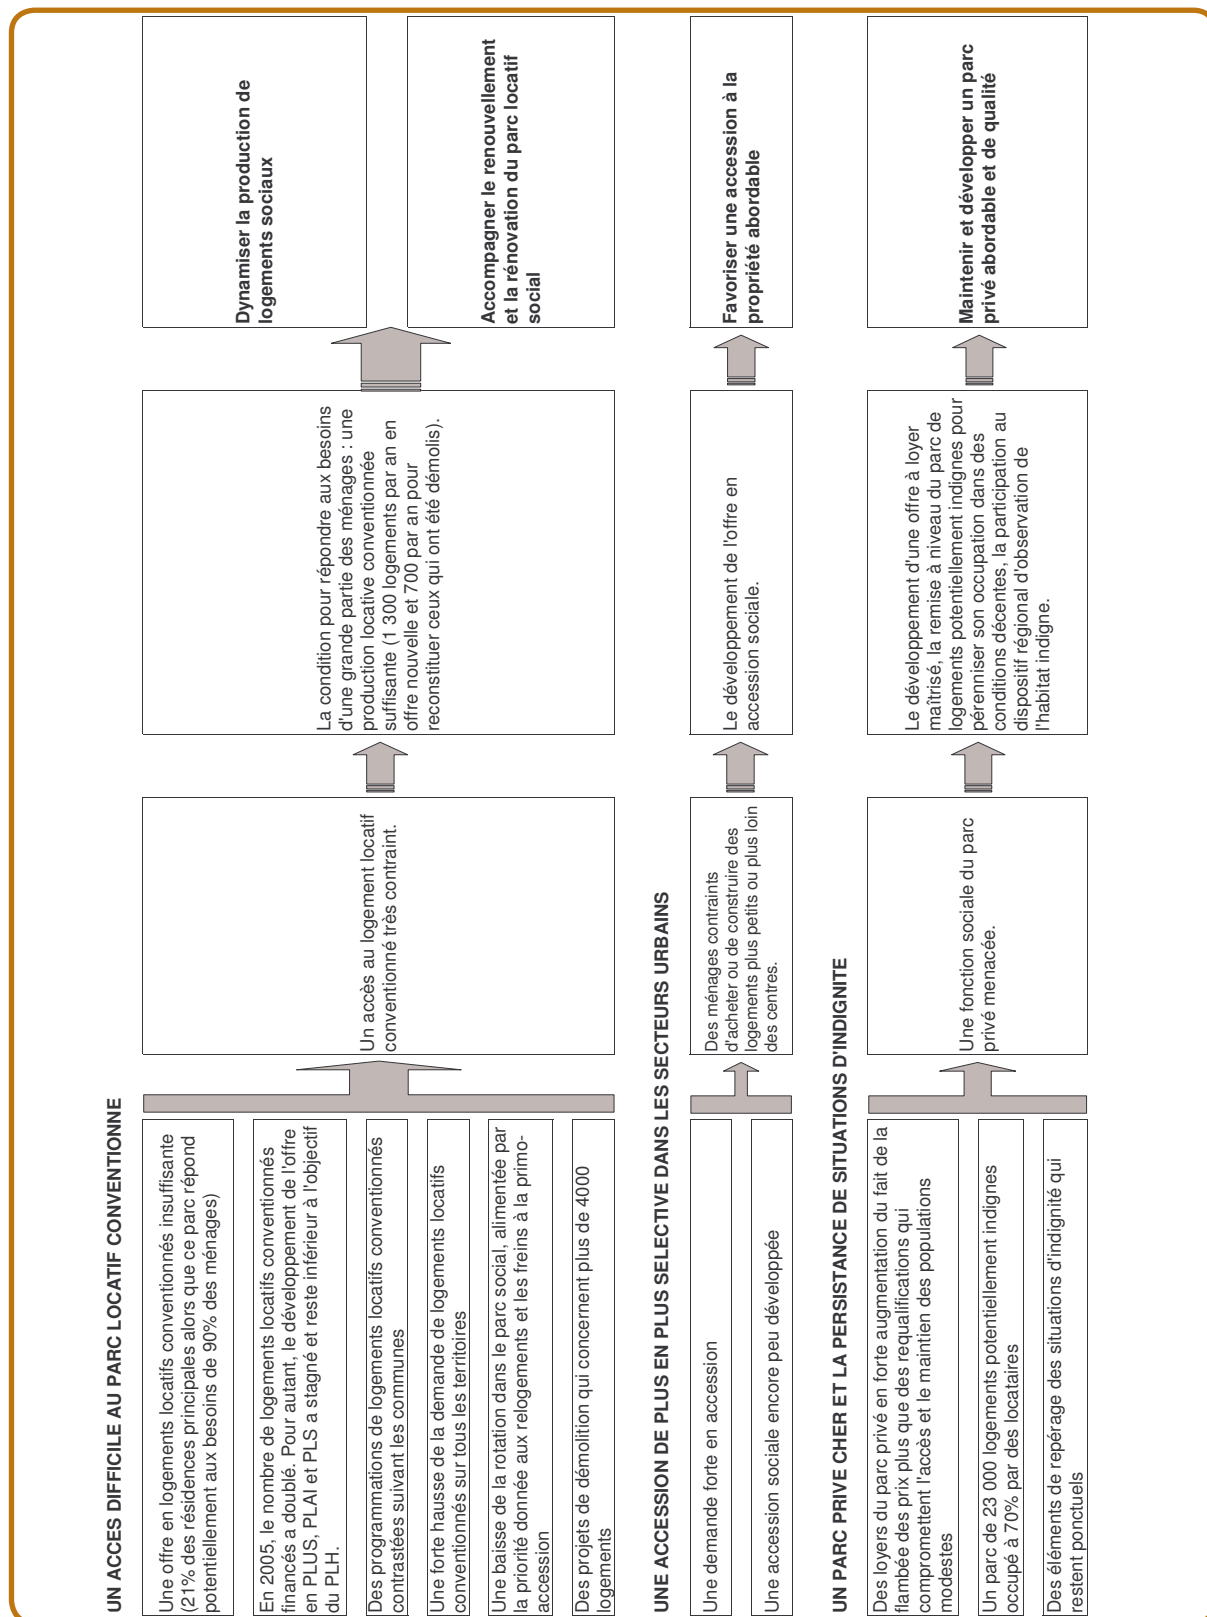 UN ACCES DIFFICILE AU PARC LOCATIF CONVENTIONNE
Une offre en logements locatifs conventionnés insuffisante
(21% des résidences principales alors que ce parc répond
potentiellement aux besoins de 90% des ménages)
En 2005, le nombre de logements locatifs conventionnés
financés a doublé. Pour autant, le développement de l'offre
en PLUS, PLAI et PLS a stagné et reste inférieur à l'objectif
du PLH.
Des programmations de logements locatifs conventionnés
contrastées suivant les communes
Une forte hausse de la demande de logements locatifs
conventionnés sur tous les territoires
Une baisse de la rotation dans le parc social, alimentée par
la priorité donnée aux relogements et les freins à la primo-
accession
Des projets de démolition qui concernent plus de 4000
logements
Un accès au logement locatif
conventionné très contraint.
La condition pour répondre aux besoins
d'une grande partie des ménages : une
production locative conventionnée
suffisante (1 300 logements par an en
offre nouvelle et 700 par an pour
reconstituer ceux qui ont été démolis).
Dynamiser la production de
logements sociaux
Accompagner le renouvellement
et la rénovation du parc locatif
social
UNE ACCESSION DE PLUS EN PLUS SELECTIVE DANS LES SECTEURS URBAINS
Une demande forte en accession
Une accession sociale encore peu développée
Des ménages contraints
d'acheter ou de construire des
logements plus petits ou plus loin
des centres.
Le développement de l'offre en
accession sociale.
Favoriser une accession à la
propriété abordable
UN PARC PRIVE CHER ET LA PERSISTANCE DE SITUATIONS D'INDIGNITE
Des loyers du parc privé en forte augmentation du fait de la
flambée des prix plus que des requalifications qui
compromettent l'accès et le maintien des populations
modestes
Un parc de 23 000 logements potentiellement indignes
occupé à 70% par des locataires
Des éléments de repérage des situations d'indignité qui
restent ponctuels
Une fonction sociale du parc
privé menacée.
Le développement d'une offre à loyer
maîtrisé, la remise à niveau du parc de
logements potentiellement indignes pour
pérenniser son occupation dans des
conditions décentes, la participation au
dispositif régional d'observation de
l'habitat indigne.
Maintenir et développer un parc
privé abordable et de qualité